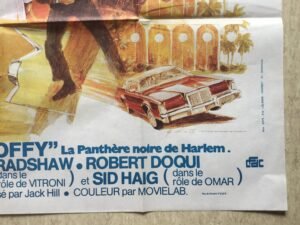 OFFY" La Panthère noire de Harlem.
RADSHAW • ROBERT DOQUI
dans le
rôle de VITRONI) et SID HAIG (dans le
rôle de OMAR)
sé par Jack Hill • COULEUR par MOVIELAB.